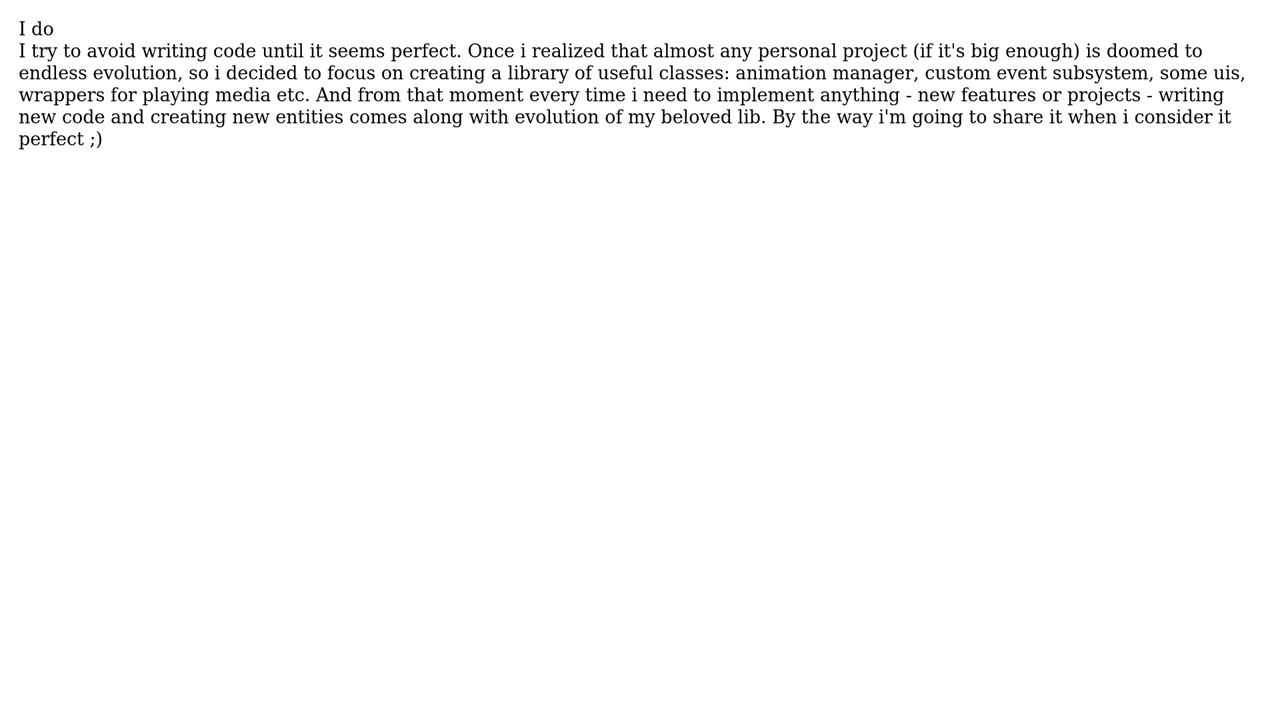 I do
I try to avoid writing code until it seems perfect. Once i realized that almost any personal project (if it's big enough) is doomed to
endless evolution, so i decided to focus on creating a library of useful classes: animation manager, custom event subsystem, some uis,
wrappers for playing media etc. And from that moment every time i need to implement anything - new features or projects - writing
new code and creating new entities comes along with evolution of my beloved lib. By the way i'm going to share it when i consider it
perfect ;)